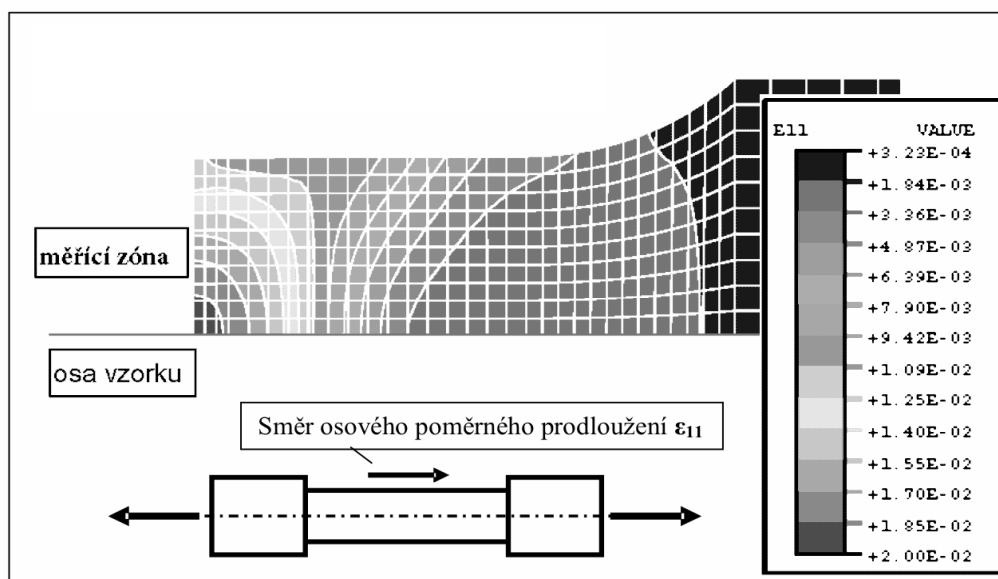 E11 VALUE
+3.23E-04
+1.84E-03
+3.36E-03
+4.87E-03
+6.39E-03
+7.90E-03
+9.42E-03
+1.09E-02
+1.25E-02
+1.40E-02
+1.55E-02
+1.70E-02
+1.85E-02
+2.00E-02
měřící zóna
osa vzorku
Směr osového poměrného prodloužení ε11